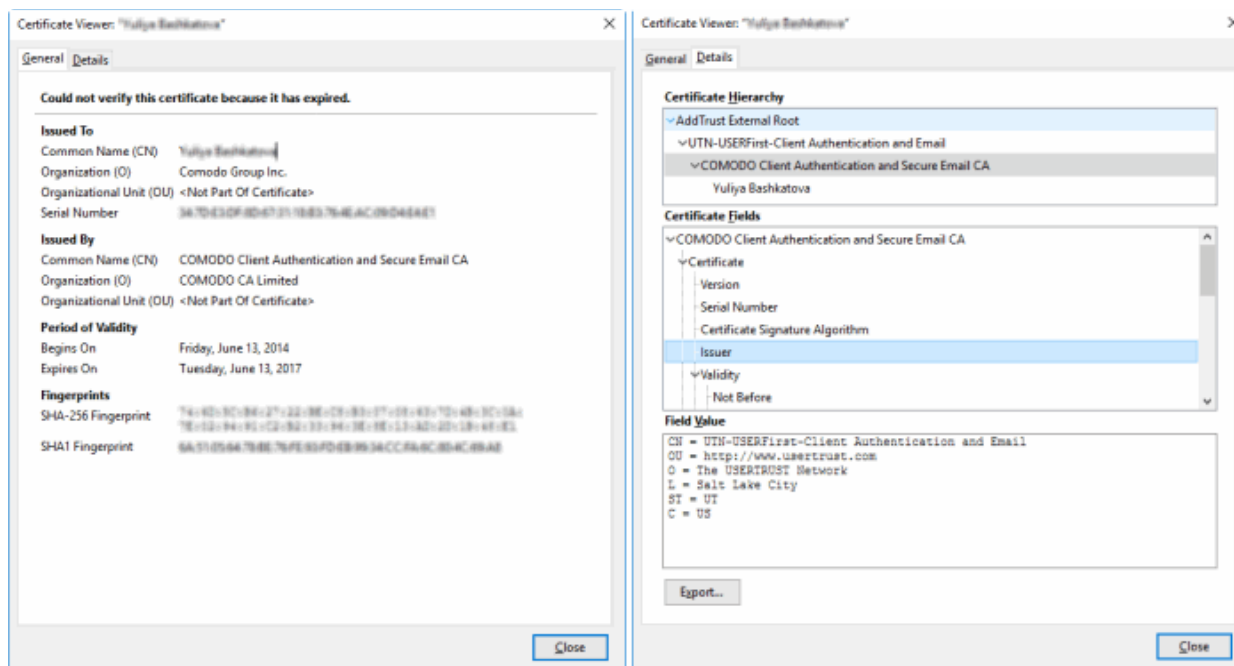 Certificate Viewer: "
General Details
Could not verify this certificate because it has expired.
Issued To
Common Name (CN)
Organization (O) Comodo Group Inc.
Organizational Unit (OU) <Not Part Of Certificate>
Serial Number
Issued By
Common Name (CN) COMODO Client Authentication and Secure Email CA
Organization (O) COMODO CA Limited
Organizational Unit (OU) <Not Part Of Certificate>
Period of Validity
Begins On Friday, June 13, 2014
Expires On Tuesday, June 13, 2017
Fingerprints
SHA-256 Fingerprint
SHA1 Fingerprint
Close
Certificate Viewer: "
General Details
Certificate Hierarchy
AddTrust External Root
UTN-USERFirst-Client Authentication and Email
COMODO Client Authentication and Secure Email CA
Yuliya Bashkatova
Certificate Fields
COMODO Client Authentication and Secure Email CA
Certificate
Version
Serial Number
Certificate Signature Algorithm
Issuer
Validity
Not Before
Field Value
CN = UTN-USERFirst-Client Authentication and Email
OU = http://www.usertrust.com
O = The USERTRUST Network
L = Salt Lake City
ST = UT
C = US
Export...
Close